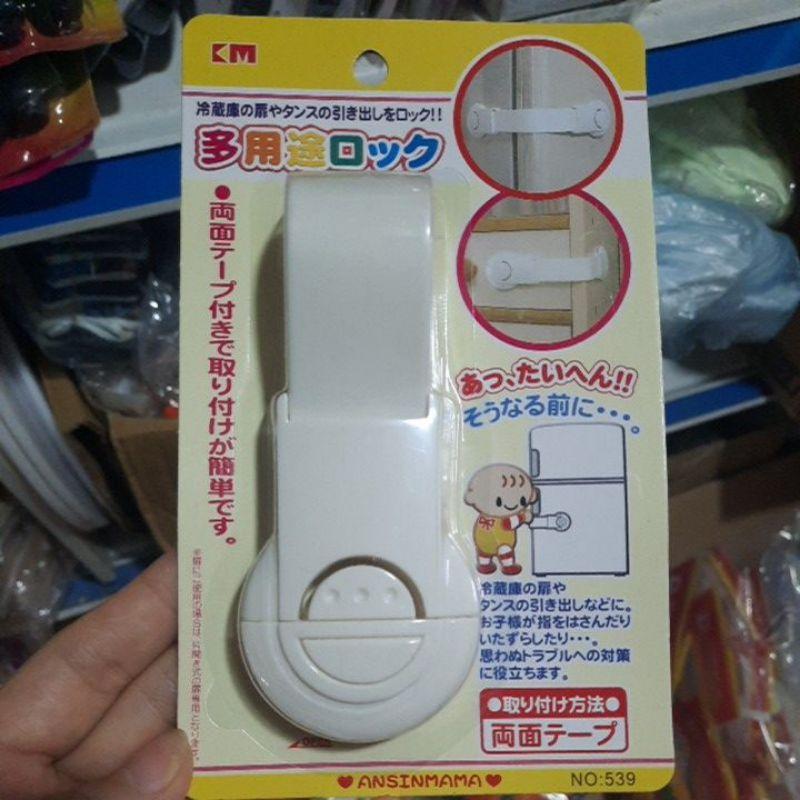 KM
冷蔵庫の扉やタンスの引き出しをロック!!
多用途ロック
●両面テープ付きで取り付けが簡単です。
あっ、たいへん!!
そうなる前に・・・。
冷蔵庫の扉や
タンスの引き出しなどに。
お子様が指をはさんだり
いたずらしたり・・・。
思わぬトラブルへの対策
に役立ちます。
●取り付け方法●
両面テープ
♥ANSINMAMA♥
NO:539